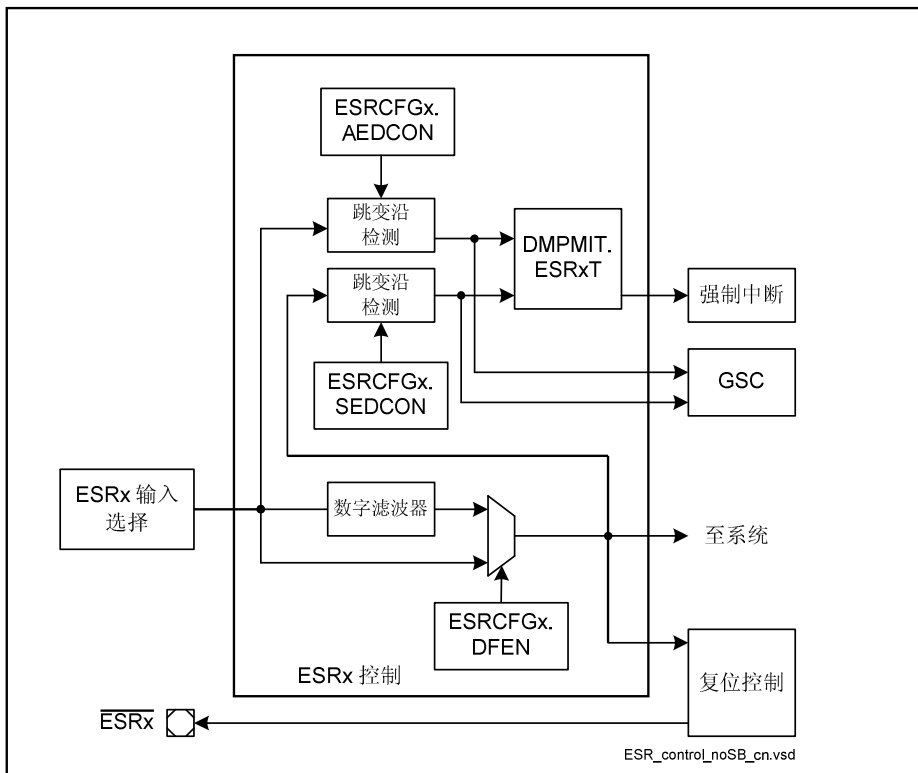 ESRCFGx.
AEDCON
跳变沿
检测
DMPMIT.
ESRxT
跳变沿
检测
强制中断
ESRCFGx.
SEDCON
GSC
ESRx 输入
选择
数字滤波器
至系统
ESRCFGx.
DFEN
ESRx 控制
复位控制
ESRx
ESR_control_noSB_cn.vsd